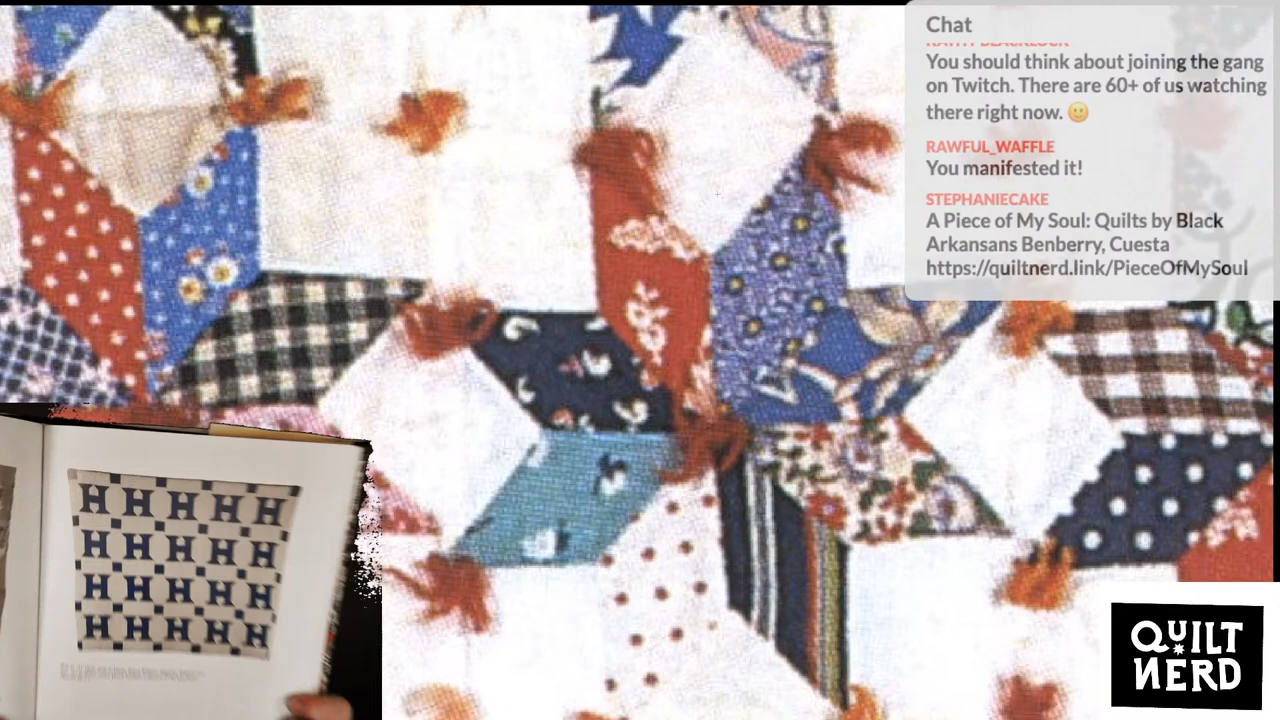 Chat
You should think about joining the gang
on Twitch. There are 60+ of us watching
there right now. 🙂
RAWFUL_WAFFLE
You manifested it!
STEPHANIECAKE
A Piece of My Soul: Quilts by Black
Arkansans Benberry, Cuesta
https://quiltnerd.link/PieceOfMySoul
H H H H H
H H H H H
H H H H H
H H H H H
QUILT
NERD